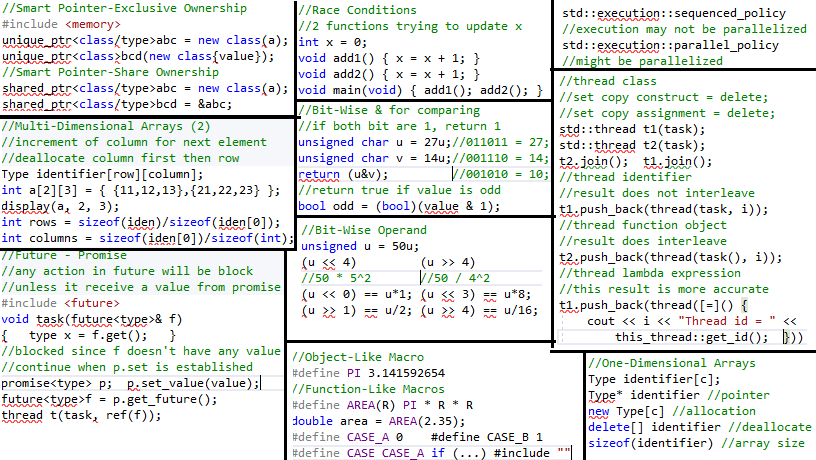 //Smart Pointer-Exclusive Ownership
#include <memory>
unique_ptr<class/type>abc = new class(a);
unique_ptr<class>bcd(new class{value});
//Smart Pointer-Share Ownership
shared_ptr<class/type>abc = new class(a);
shared_ptr<class/type>bcd = &abc;
//Multi-Dimensional Arrays (2)
//increment of column for next element
//deallocate column first then row
Type identifier[row][column];
int a[2][3] = { {11,12,13},{21,22,23} };
display(a, 2, 3);
int rows = sizeof(iden)/sizeof(iden[0]);
int columns = sizeof(iden[0])/sizeof(int);
//Future - Promise
//any action in future will be block
//unless it receive a value from promise
#include <future>
void task(future<type>& f)
{   type x = f.get();   }
//blocked since f doesn't have any value
//continue when p.set is established
promise<type> p;  p.set_value(value);
future<type>f = p.get_future();
thread t(task, ref(f));
//Race Conditions
//2 functions trying to update x
int x = 0;
void add1() { x = x + 1; }
void add2() { x = x + 1; }
void main(void) { add1(); add2(); }
//Bit-Wise & for comparing
//if both bit are 1, return 1
unsigned char u = 27u;//011011 = 27;
unsigned char v = 14u;//001110 = 14;
return (u&v);        //001010 = 10;
//return true if value is odd
bool odd = (bool)(value & 1);
//Bit-Wise Operand
unsigned u = 50u;
(u << 4)        (u >> 4)
//50 * 5^2      //50 / 4^2
(u << 0) == u*1; (u << 3) == u*8;
(u >> 1) == u/2; (u >> 4) == u/16;
//Object-Like Macro
#define PI 3.141592654
//Function-Like Macros
#define AREA(R) PI * R * R
double area = AREA(2.35);
#define CASE_A 0    #define CASE_B 1
#define CASE CASE_A if (...) #include ""
std::execution::sequenced_policy
//execution may not be parallelized
std::execution::parallel_policy
//might be parallelized
//thread class
//set copy construct = delete;
//set copy assignment = delete;
std::thread t1(task);
std::thread t2(task);
t2.join();  t1.join();
//thread identifier
//result does not interleave
t1.push_back(thread(task, i));
//thread function object
//result does interleave
t2.push_back(thread(task(), i));
//thread lambda expression
//this result is more accurate
t1.push_back(thread([=]() {
cout << i << "Thread id = " <<
this_thread::get_id();  }))
//One-Dimensional Arrays
Type identifier[c];
Type* identifier //pointer
new Type[c] //allocation
delete[] identifier //deallocate
sizeof(identifier) //array size